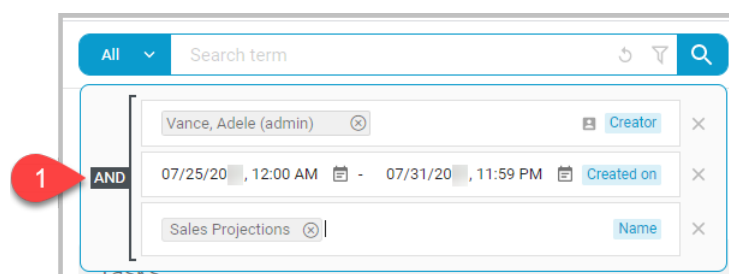 All Search term
Vance, Adele (admin) Creator
1 AND 07/25/20 , 12:00 AM - 07/31/20 , 11:59 PM Created on
Sales Projections Name